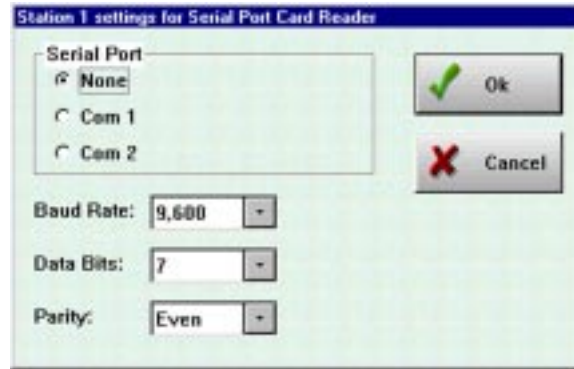 Station 1 settings for Serial Port Card Reader
Serial Port
None
Com 1
Com 2
Ok
Cancel
Baud Rate: 9,600
Data Bits: 7
Parity: Even